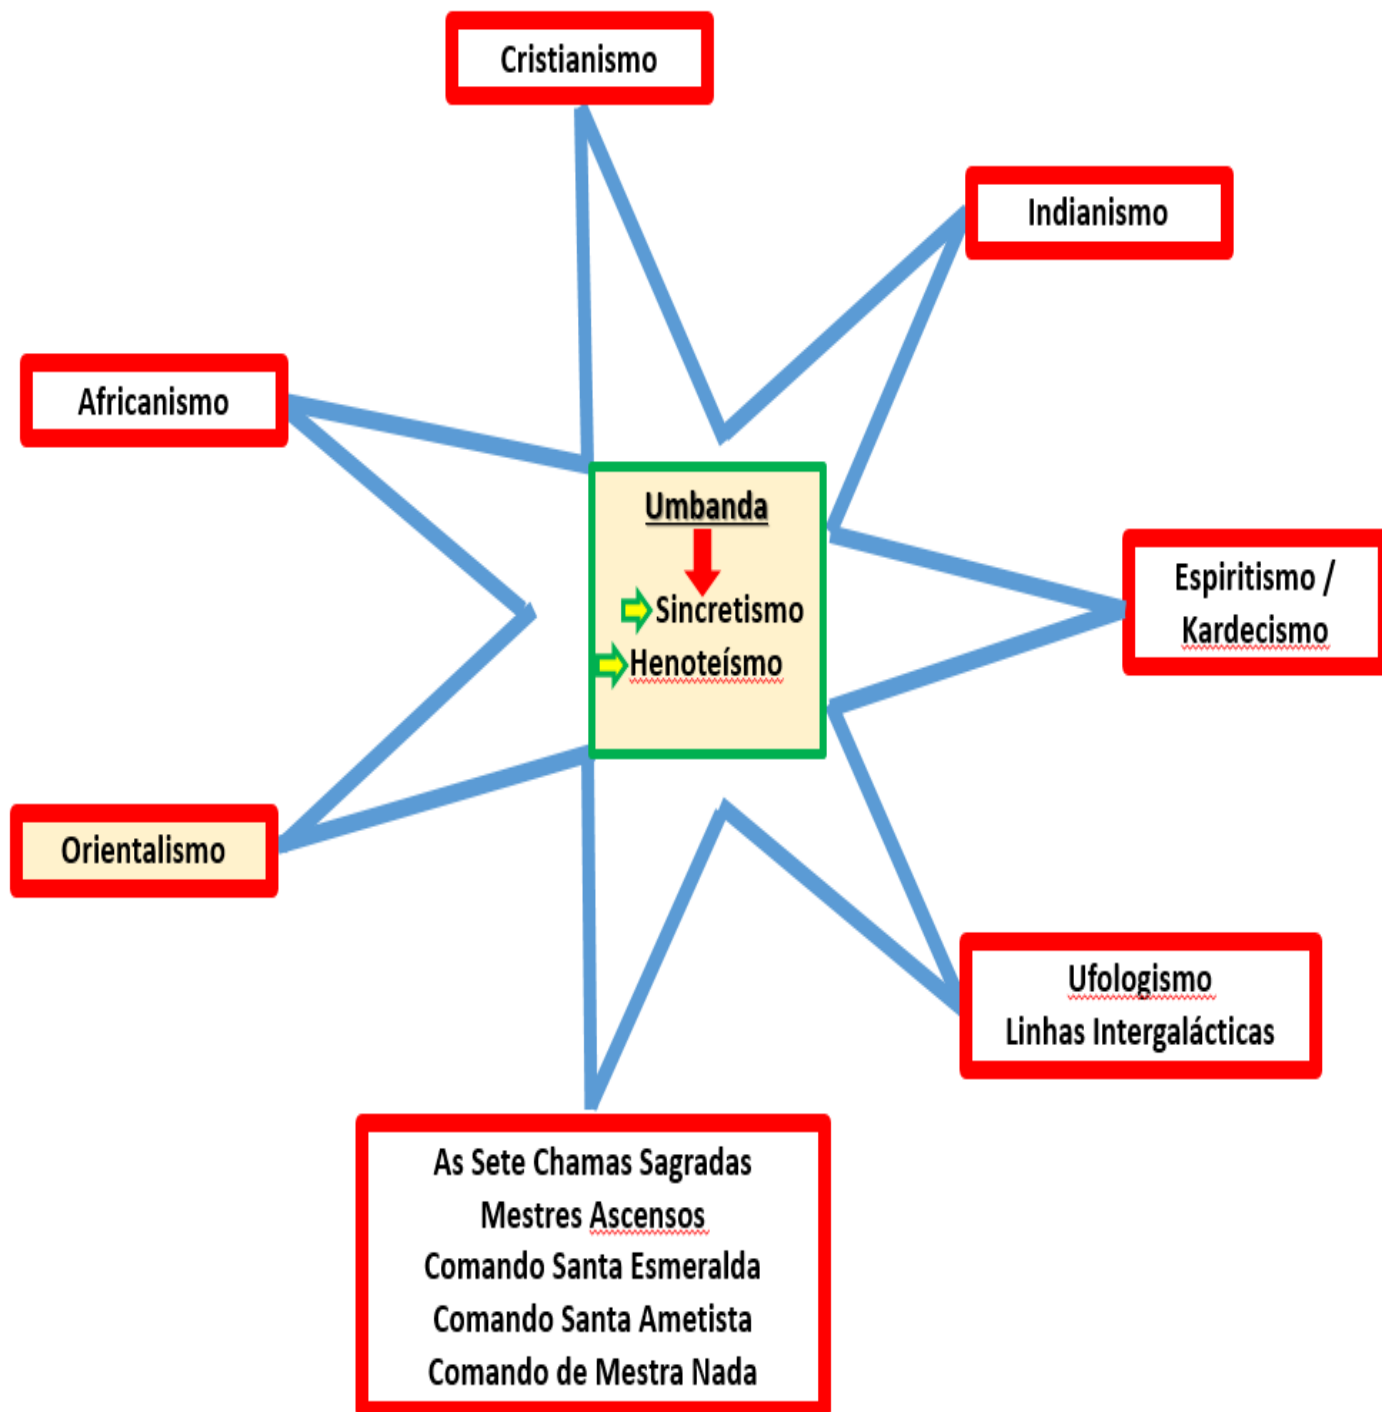 Cristianismo
Indianismo
Africanismo
Umbanda
Sincretismo
Henoteísmo
Espiritismo /
Kardecismo
Orientalismo
Ufologismo
Linhas Intergalácticas
As Sete Chamas Sagradas
Mestres Ascensos
Comando Santa Esmeralda
Comando Santa Ametista
Comando de Mestra Nada